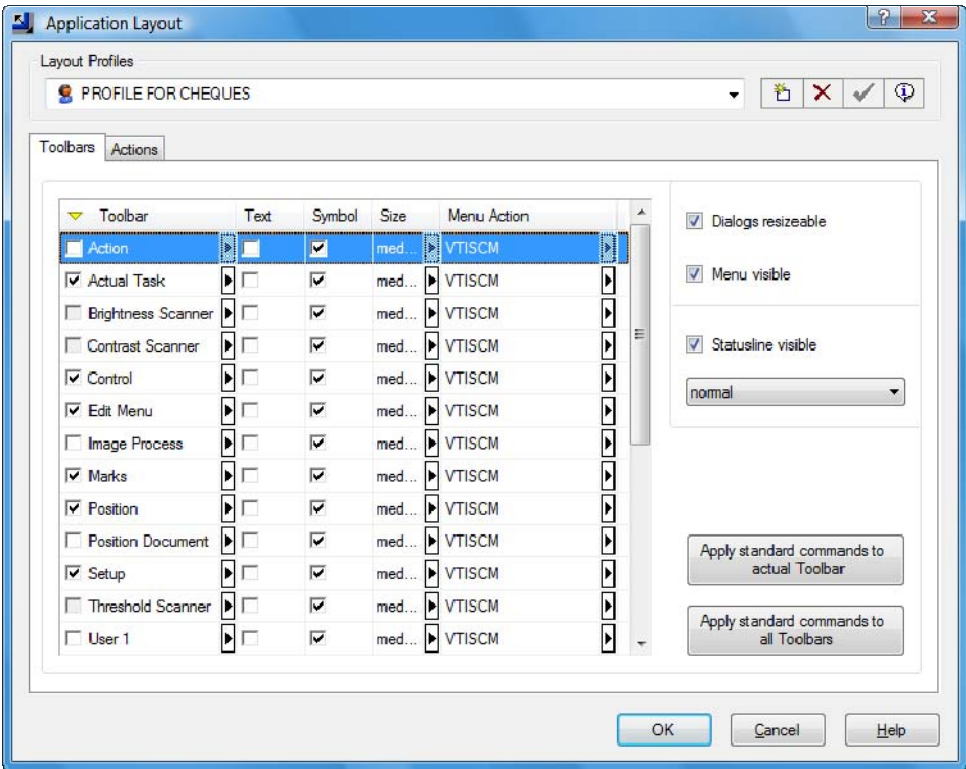 Application Layout
Layout Profiles
PROFILE FOR CHEQUES
Toolbars Actions
Toolbar Text Symbol Size Menu Action
Action med... VTISCM
Actual Task med... VTISCM
Brightness Scanner med... VTISCM
Contrast Scanner med... VTISCM
Control med... VTISCM
Edit Menu med... VTISCM
Image Process med... VTISCM
Marks med... VTISCM
Position med... VTISCM
Position Document med... VTISCM
Setup med... VTISCM
Threshold Scanner med... VTISCM
User 1 med... VTISCM
Dialogs resizeable
Menu visible
Statusline visible
normal
Apply standard commands to
actual Toolbar
Apply standard commands to
all Toolbars
OK Cancel Help